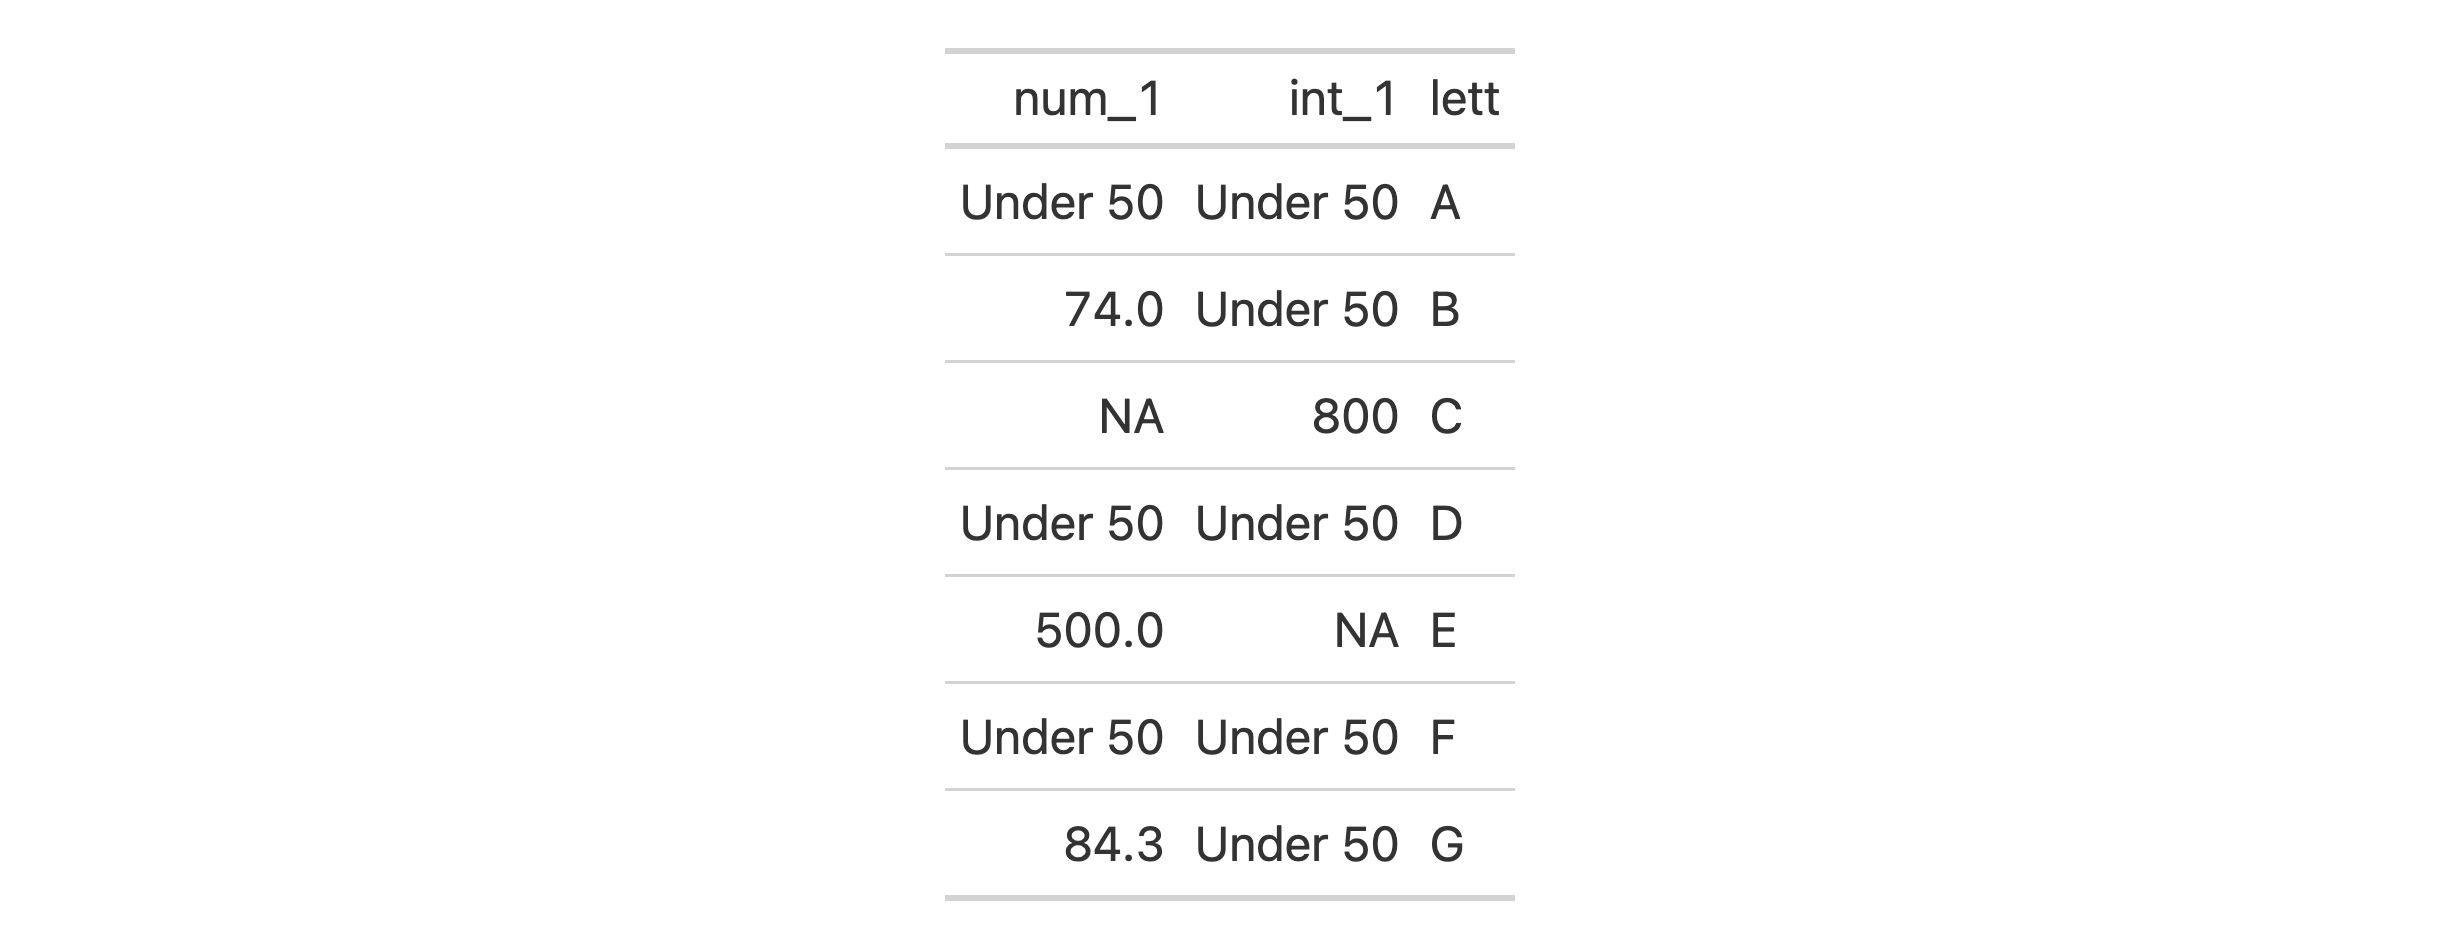 num_1 int_1 lett
Under 50 Under 50 A
74.0 Under 50 B
NA 800 C
Under 50 Under 50 D
500.0 NA E
Under 50 Under 50 F
84.3 Under 50 G